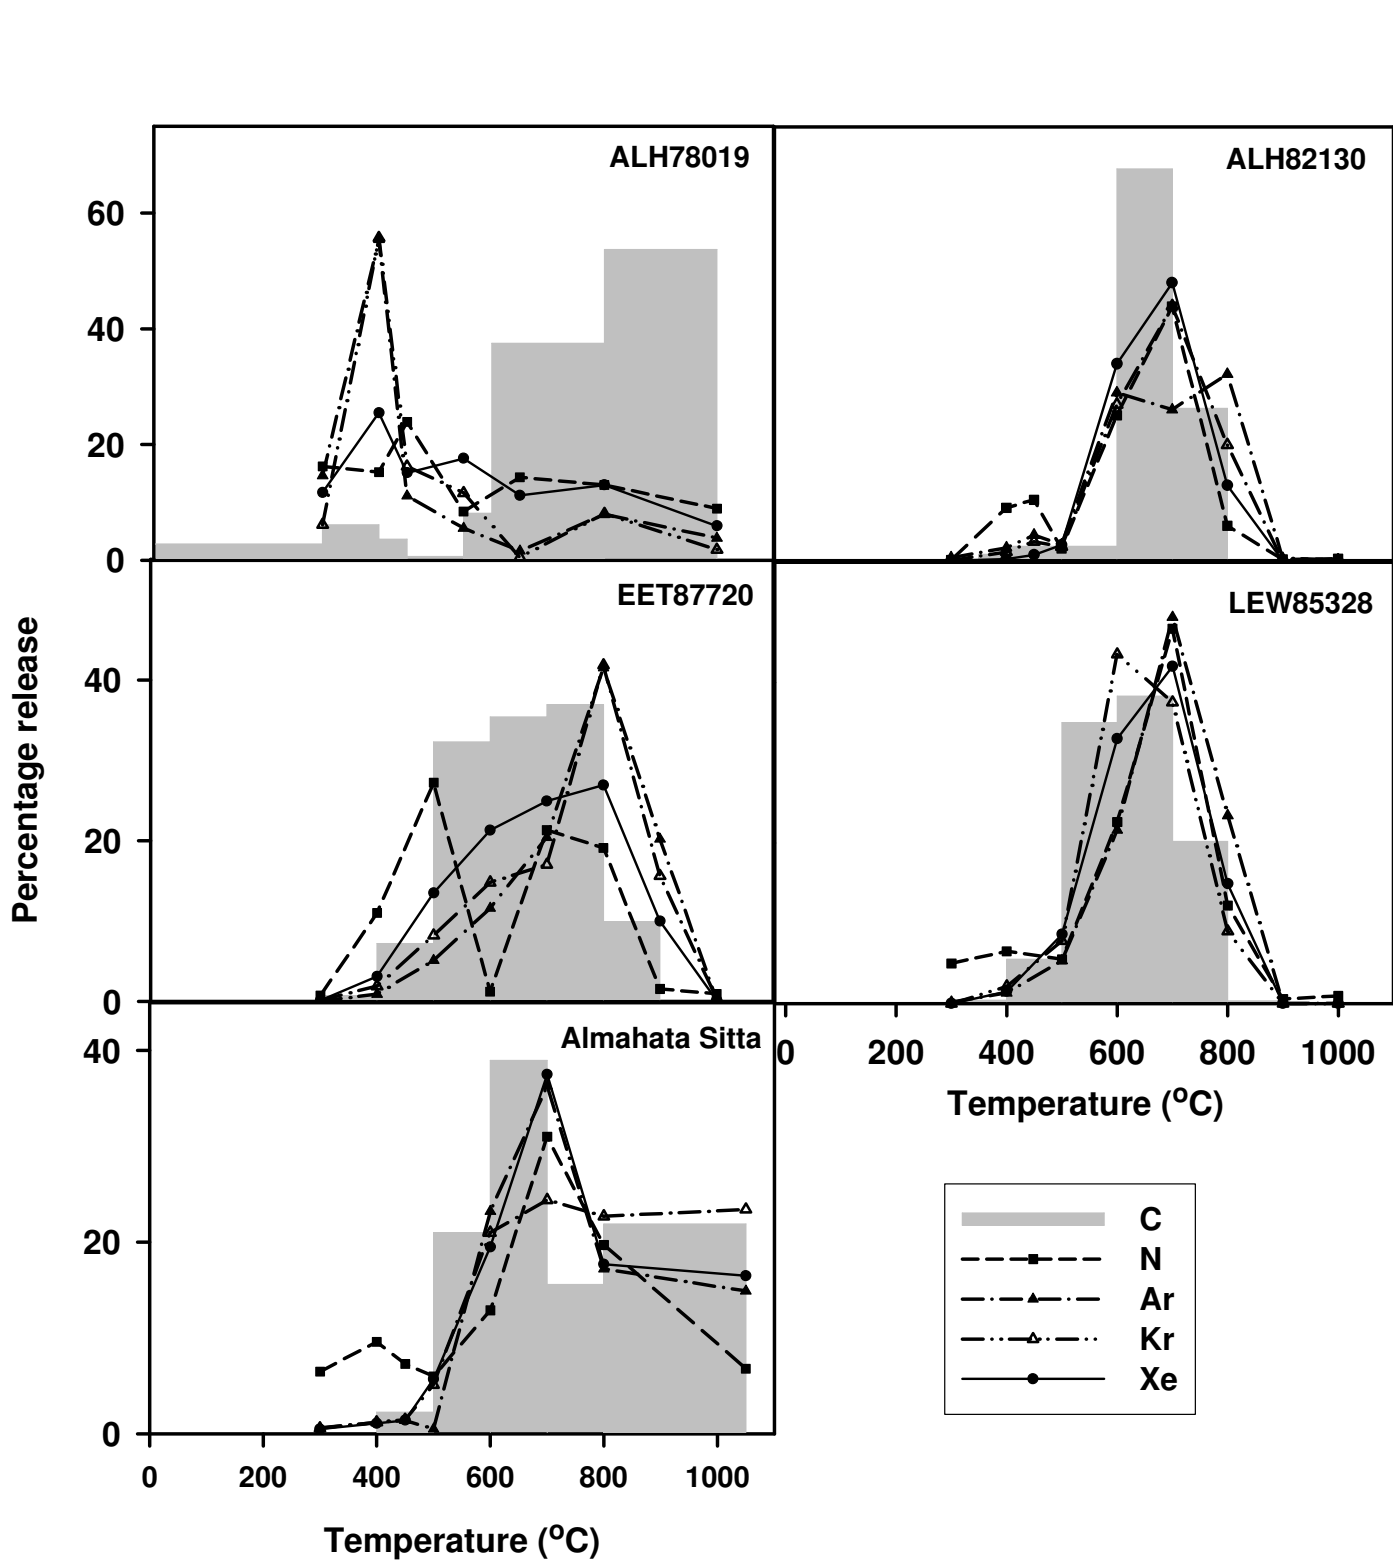 ALH78019
ALH82130
60
40
20
0
EET87720
LEW85328
40
20
0
Percentage release
Almahata Sitta
40
20
0
0 200 400 600 800 1000
Temperature (oC)
C
N
Ar
Kr
Xe
0 200 400 600 800 1000
Temperature (oC)